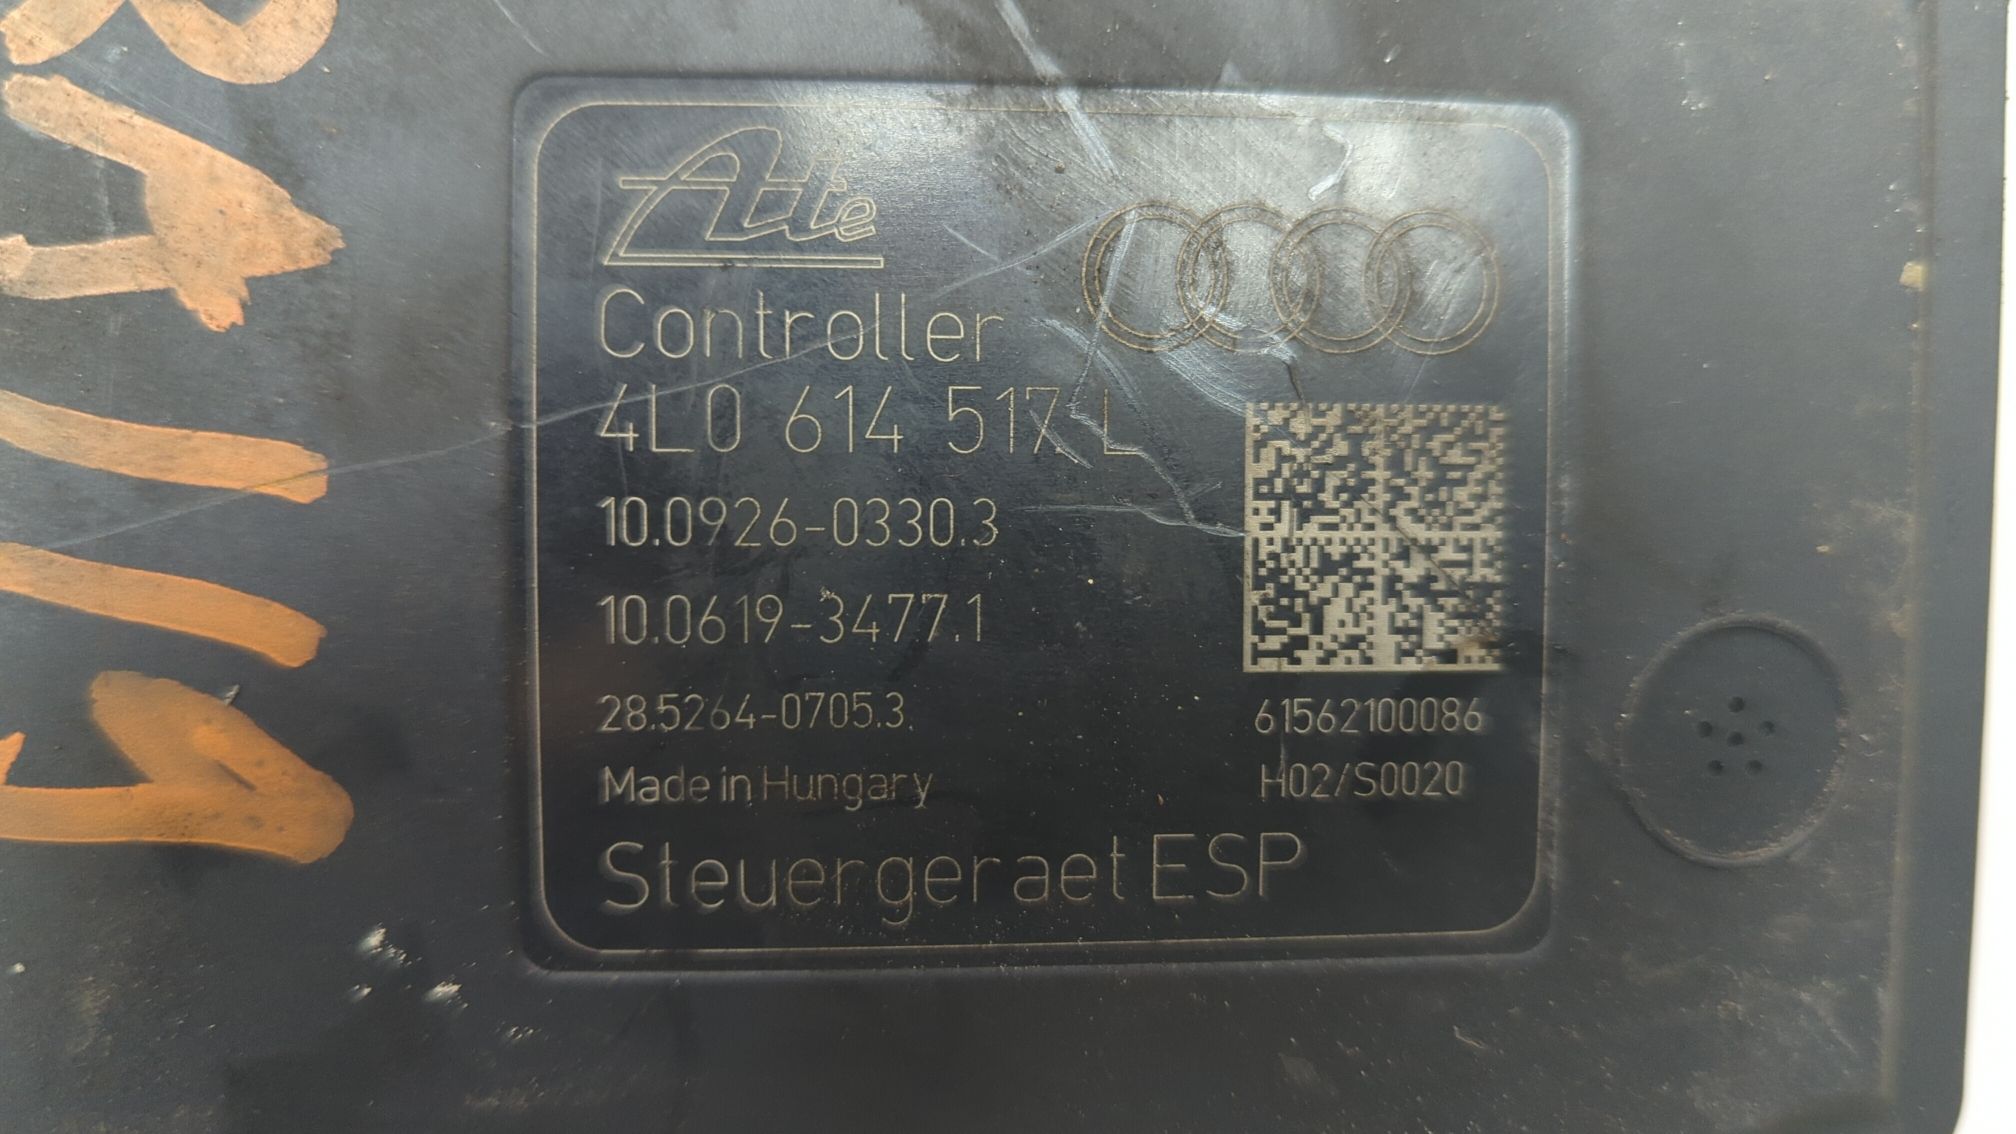 Ate
Controller
4L0 614 517 L
10.0926-0330.3
10.0619-3477.1
28.5264-0705.3
61562100086
Made in Hungary
H02/S0020
Steuergeraet ESP